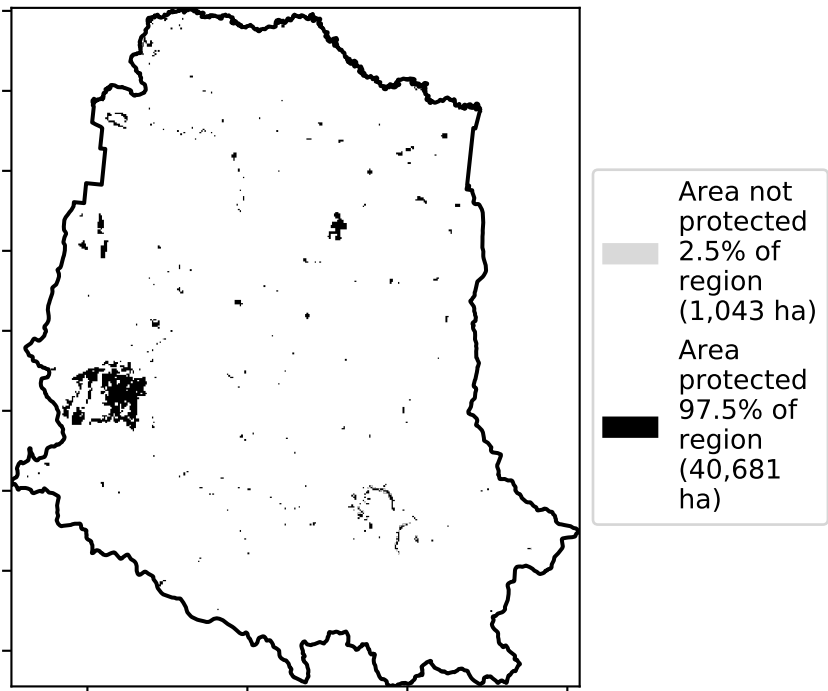 Area not
protected
2.5% of
region
(1,043 ha)
Area
protected
97.5% of
region
(40,681
ha)